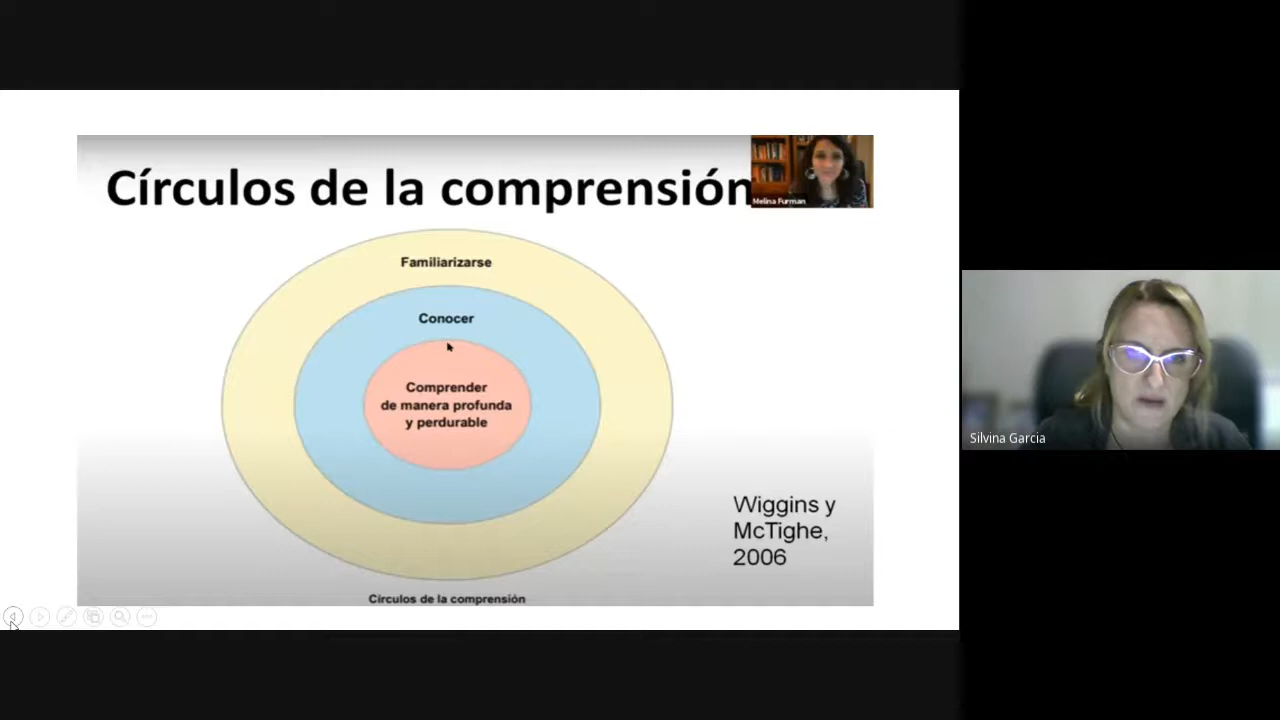 Círculos de la comprensión
Melina Furman
Familiarizarse
Conocer
Comprender
de manera profunda
y perdurable
Wiggins y
McTighe,
2006
Círculos de la comprensión
Silvina Garcia